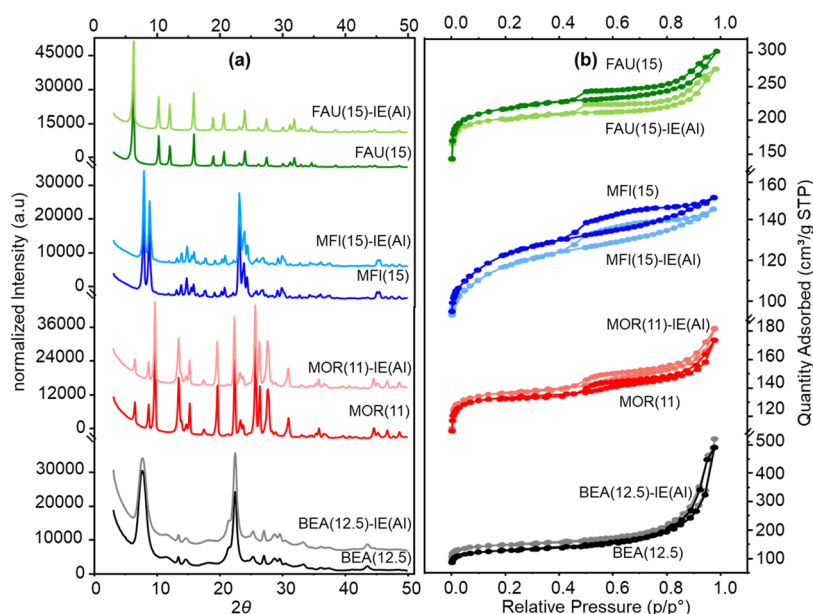 0 10 20 30 40 50
(a)
normalized Intensity (a.u)
45000
30000
15000
0
FAU(15)-IE(Al)
FAU(15)
30000
20000
10000
0
MFI(15)-IE(Al)
MFI(15)
36000
24000
12000
0
MOR(11)-IE(Al)
MOR(11)
50000
40000
30000
20000
10000
0
BEA(12.5)-IE(Al)
BEA(12.5)
0 10 20 30 40 50
2θ
0.0 0.2 0.4 0.6 0.8 1.0
(b)
FAU(15)
FAU(15)-IE(Al)
300
250
200
150
MFI(15)
MFI(15)-IE(Al)
160
140
120
100
MOR(11)-IE(Al)
MOR(11)
180
160
140
120
BEA(12.5)-IE(Al)
BEA(12.5)
500
400
300
200
100
Quantity Adsorbed (cm³/g STP)
0.0 0.2 0.4 0.6 0.8 1.0
Relative Pressure (p/p°)